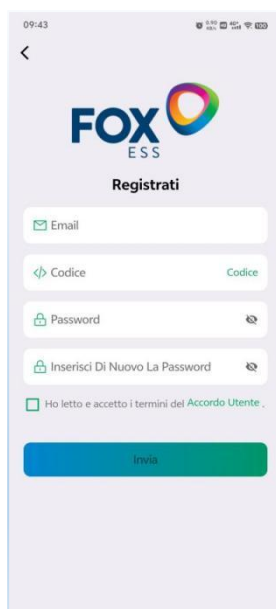 09:43
FOX
ESS
Registrati
Email
Codice Codice
Password
Inserisci Di Nuovo La Password
Ho letto e accetto i termini del Accordo Utente .
Invia